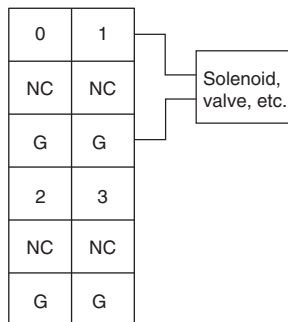 0 1
NC NC
G G
2 3
NC NC
G G
Solenoid,
valve, etc.